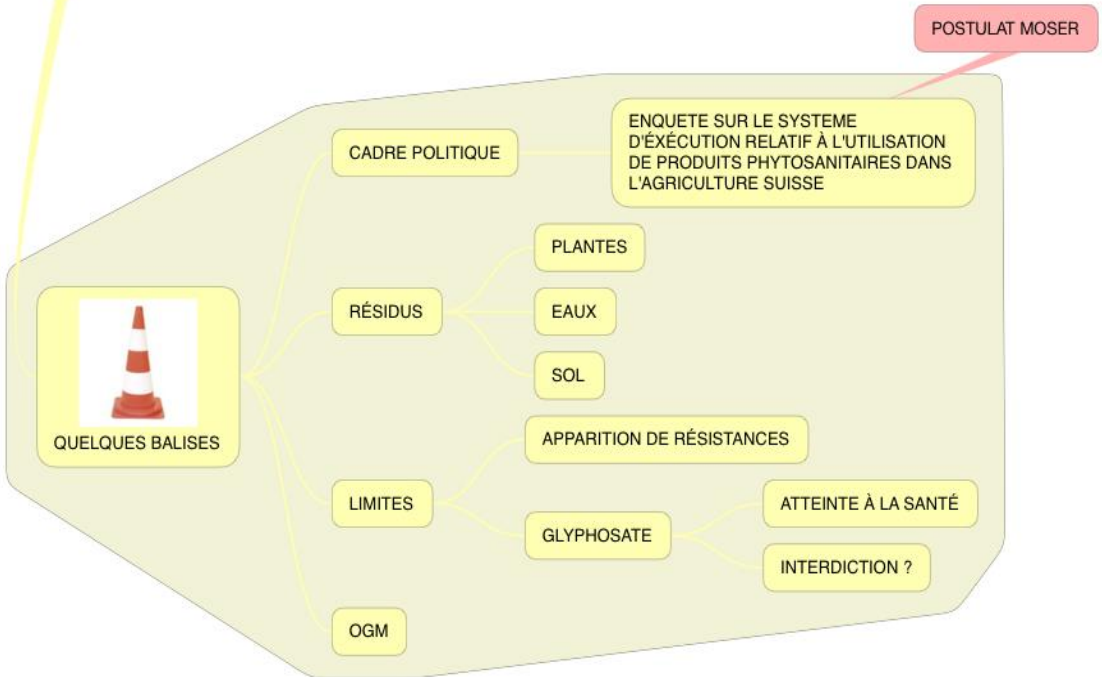 POSTULAT MOSER
CADRE POLITIQUE
ENQUETE SUR LE SYSTEME
D'ÉXÉCUTION RELATIF À L'UTILISATION
DE PRODUITS PHYTOSANITAIRES DANS
L'AGRICULTURE SUISSE
RÉSIDUS
PLANTES
EAUX
SOL
QUELQUES BALISES
LIMITES
APPARITION DE RÉSISTANCES
GLYPHOSATE
ATTEINTE À LA SANTÉ
INTERDICTION ?
OGM